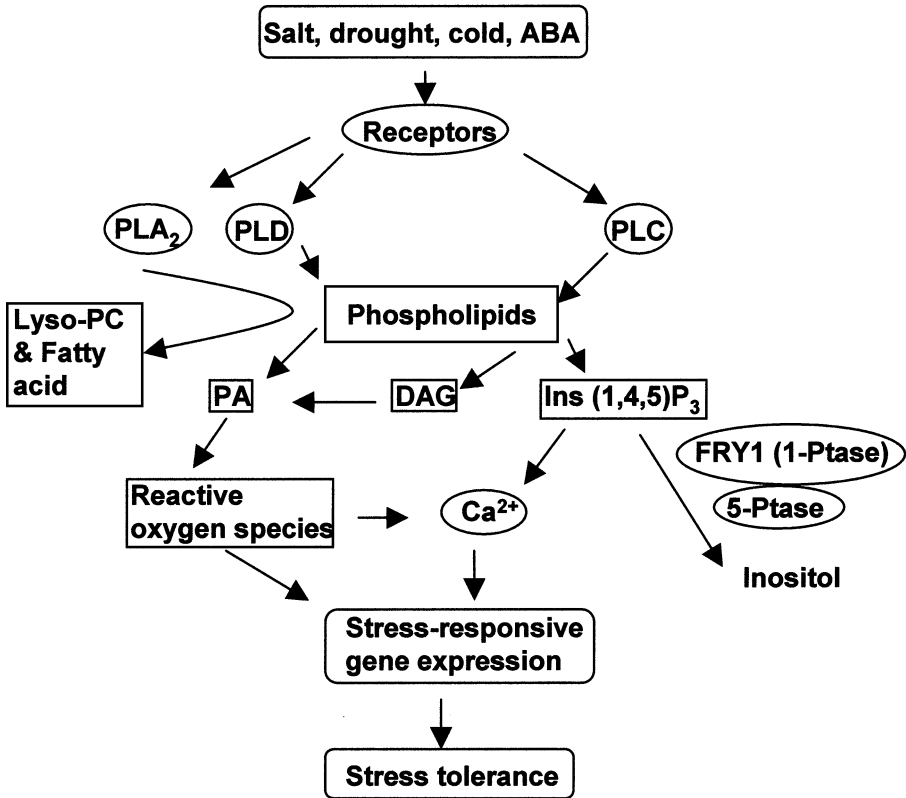 Salt, drought, cold, ABA
Receptors
PLA₂
PLD
PLC
Phospholipids
Lyso-PC
& Fatty
acid
PA
DAG
Ins (1,4,5)P₃
FRY1 (1-Ptase)
5-Ptase
Reactive
oxygen species
Ca²⁺
Inositol
Stress-responsive
gene expression
Stress tolerance